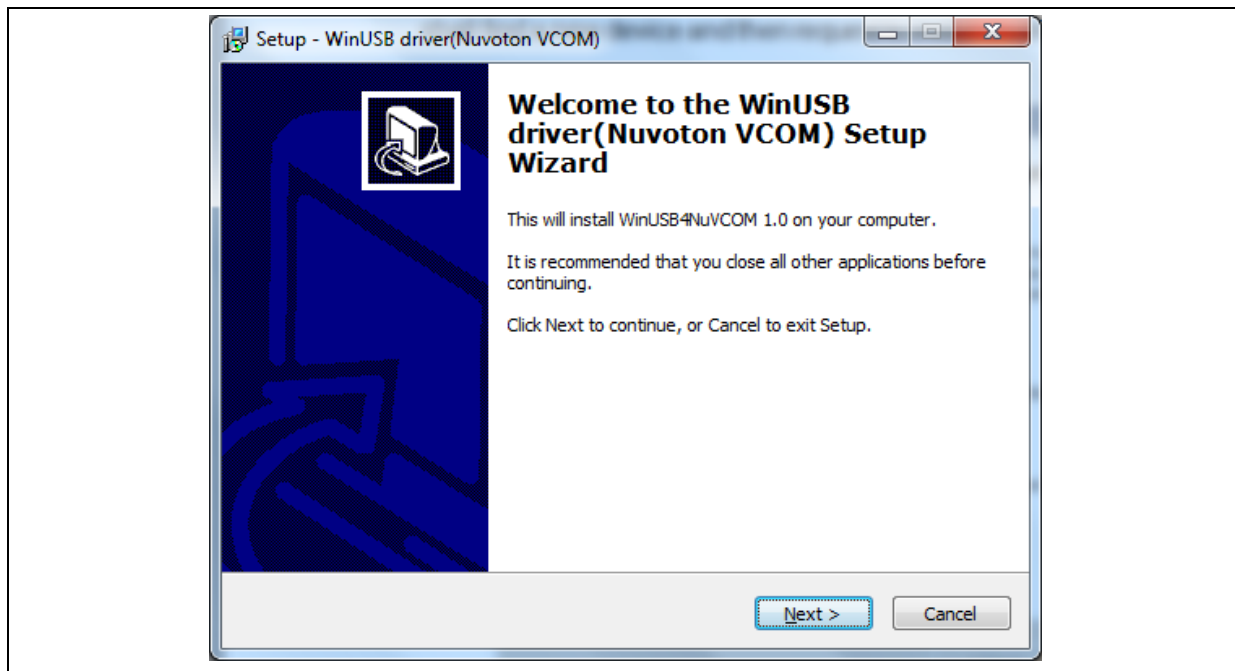 Setup - WinUSB driver(Nuvoton VCOM)
Welcome to the WinUSB
driver(Nuvoton VCOM) Setup
Wizard
This will install WinUSB4NuVCOM 1.0 on your computer.
It is recommended that you close all other applications before
continuing.
Click Next to continue, or Cancel to exit Setup.
Next >
Cancel